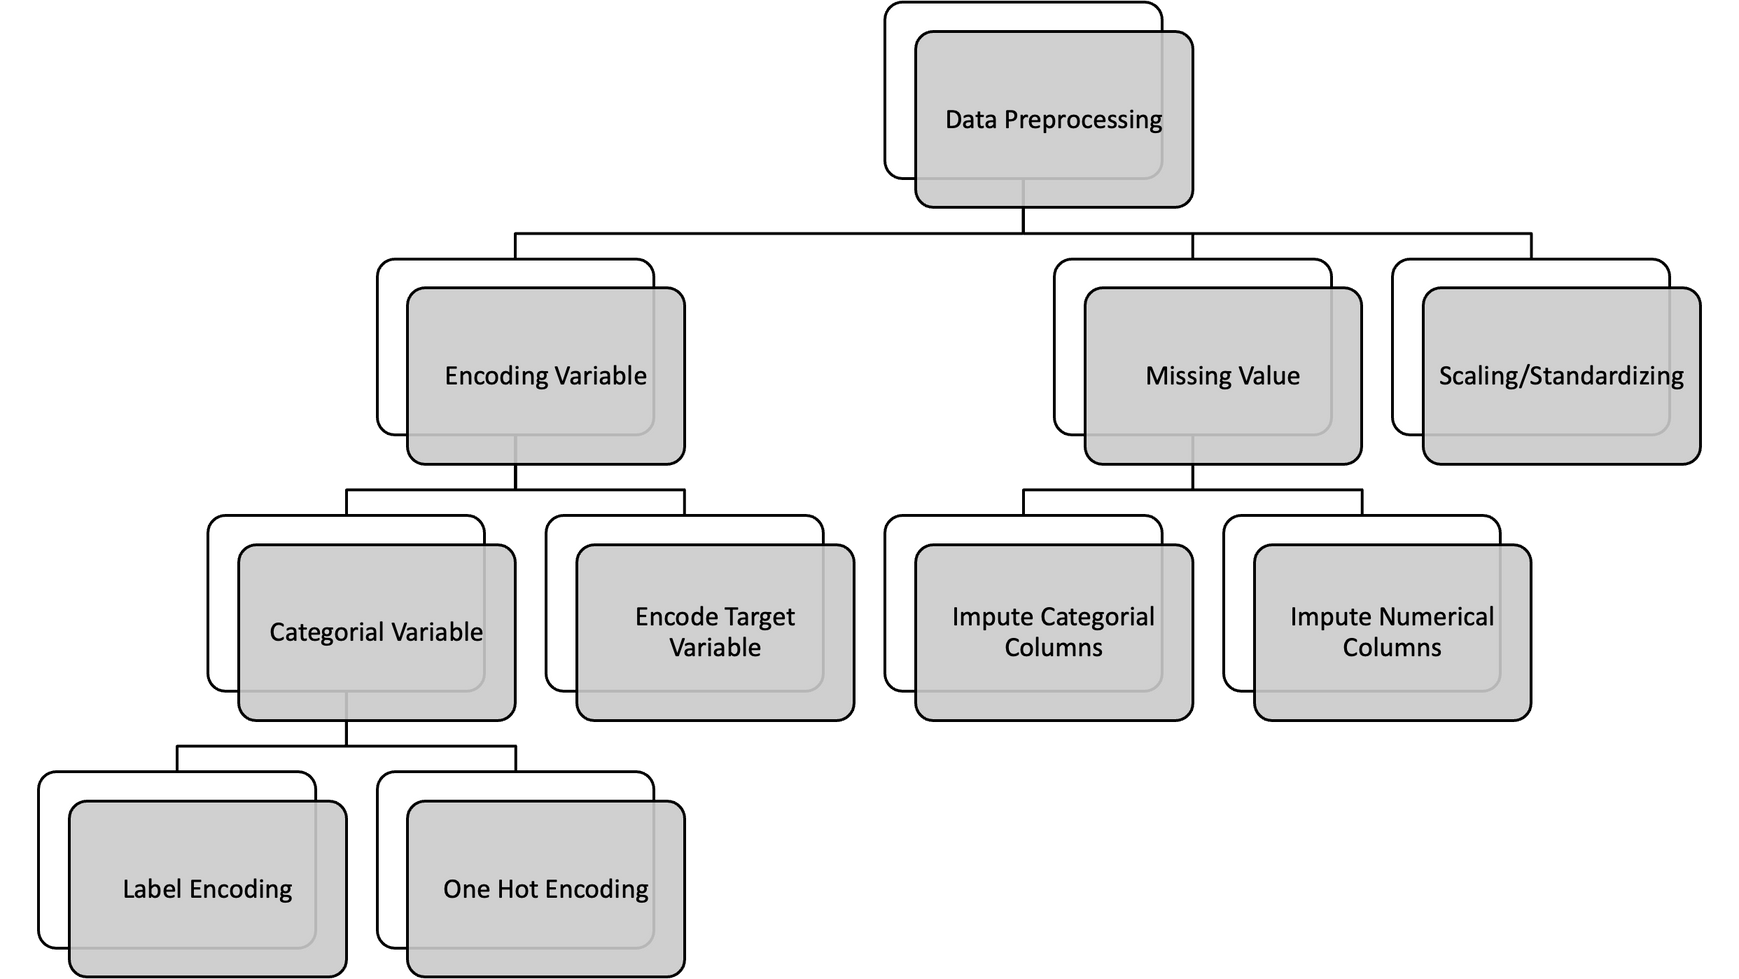 Data Preprocessing
Encoding Variable
Missing Value
Scaling/Standardizing
Categorial Variable
Encode Target
Variable
Impute Categorial
Columns
Impute Numerical
Columns
Label Encoding
One Hot Encoding